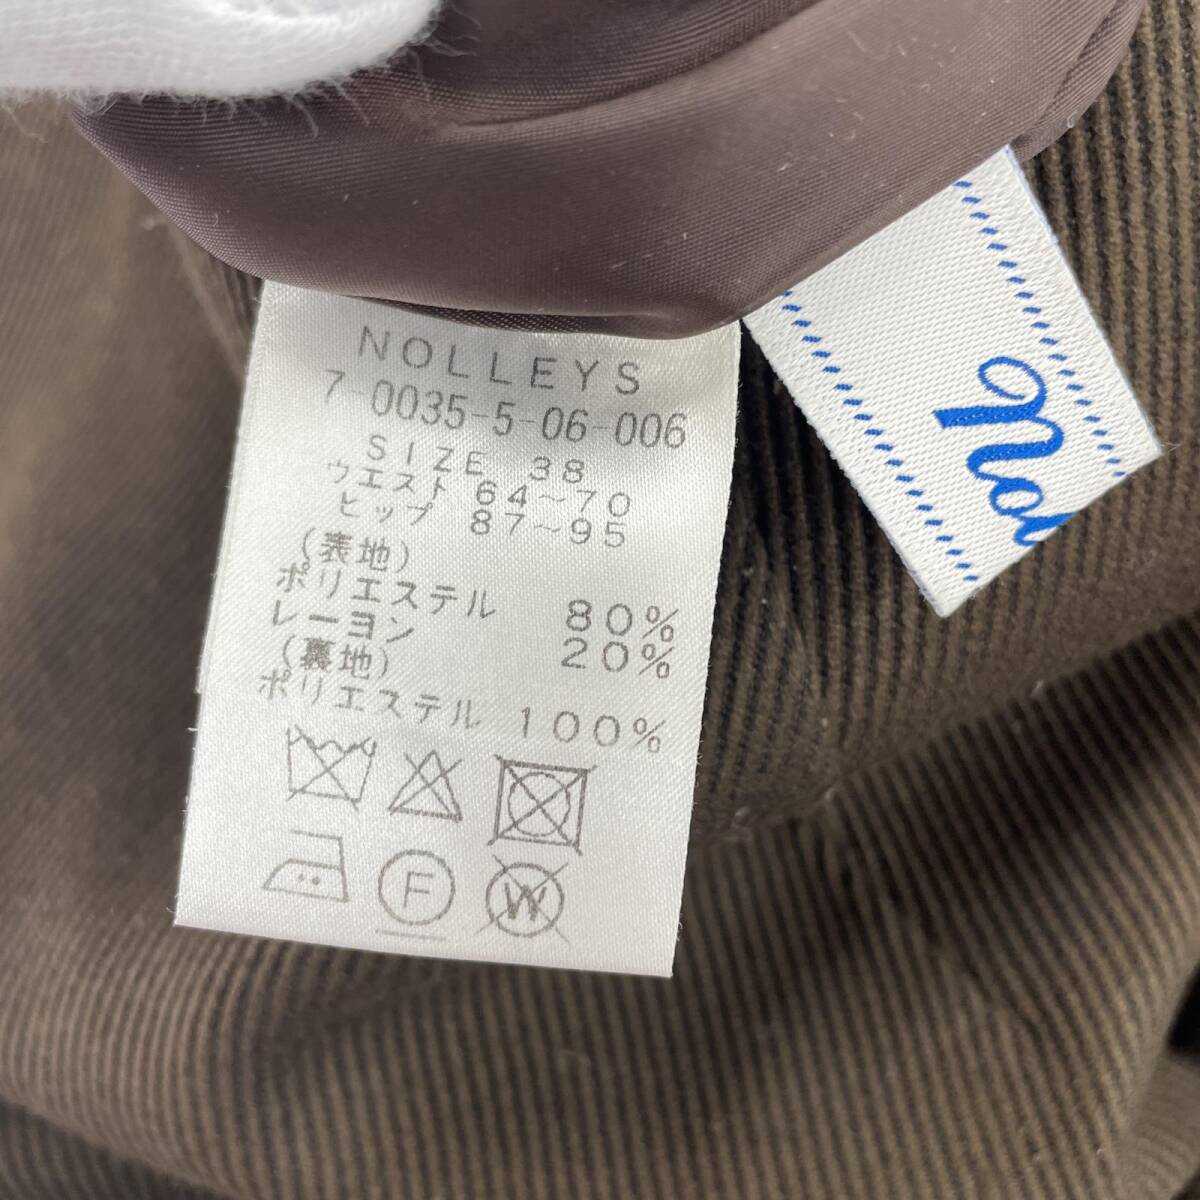 NOLLEYS
7-0035-5-06-006
SIZE 38
ウエスト 64～70
ヒップ 87～95
(表地)
ポリエステル 80%
レーヨン 20%
(裏地)
ポリエステル 100%
F
W